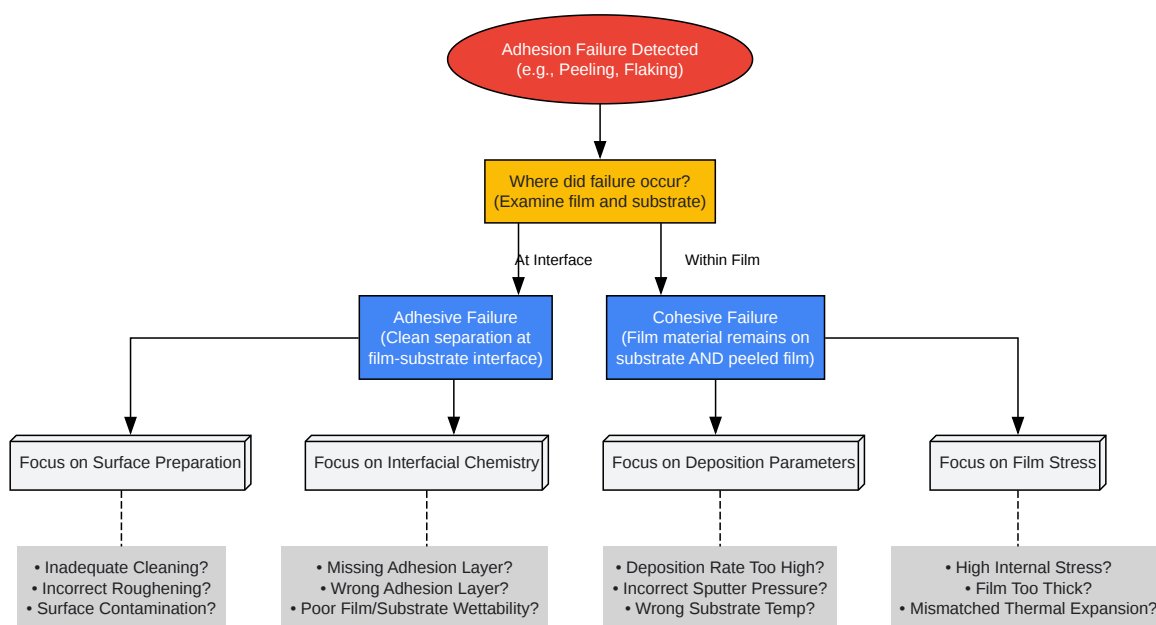 Adhesion Failure Detected
(e.g., Peeling, Flaking)
Where did failure occur?
(Examine film and substrate)
At Interface
Within Film
Adhesive Failure
(Clean separation at
film-substrate interface)
Cohesive Failure
(Film material remains on
substrate AND peeled film)
Focus on Surface Preparation
Focus on Interfacial Chemistry
Focus on Deposition Parameters
Focus on Film Stress
• Inadequate Cleaning?
• Incorrect Roughening?
• Surface Contamination?
• Missing Adhesion Layer?
• Wrong Adhesion Layer?
• Poor Film/Substrate Wettability?
• Deposition Rate Too High?
• Incorrect Sputter Pressure?
• Wrong Substrate Temp?
• High Internal Stress?
• Film Too Thick?
• Mismatched Thermal Expansion?